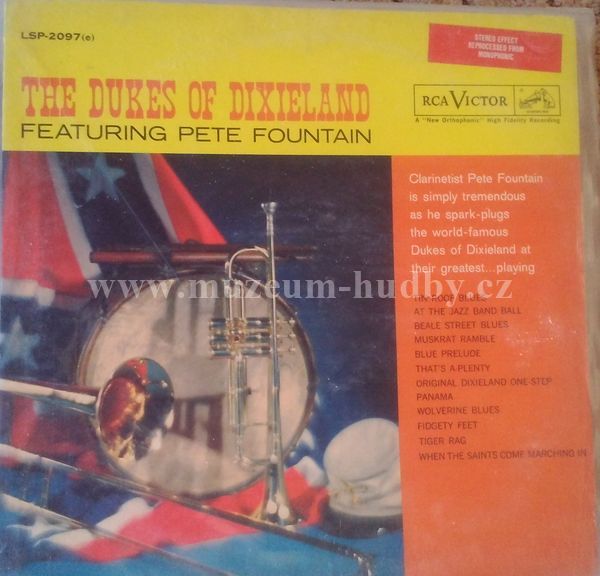 LSP-2097(e)
STEREO EFFECT
REPROCESSED FROM
MONOPHONIC
THE DUKES OF DIXIELAND
FEATURING PETE FOUNTAIN
RCA VICTOR
A "New Orthophonic" High Fidelity Recording
Clarinetist Pete Fountain
is simply tremendous
as he spark-plugs
the world-famous
Dukes of Dixieland at
their greatest...playing
www.muzeum-hudby.cz
TIN ROOF BLUES
AT THE JAZZ BAND BALL
BEALE STREET BLUES
MUSKRAT RAMBLE
BLUE PRELUDE
THAT'S A-PLENTY
ORIGINAL DIXIELAND ONE-STEP
PANAMA
WOLVERINE BLUES
FIDGETY FEET
TIGER RAG
WHEN THE SAINTS COME MARCHING IN